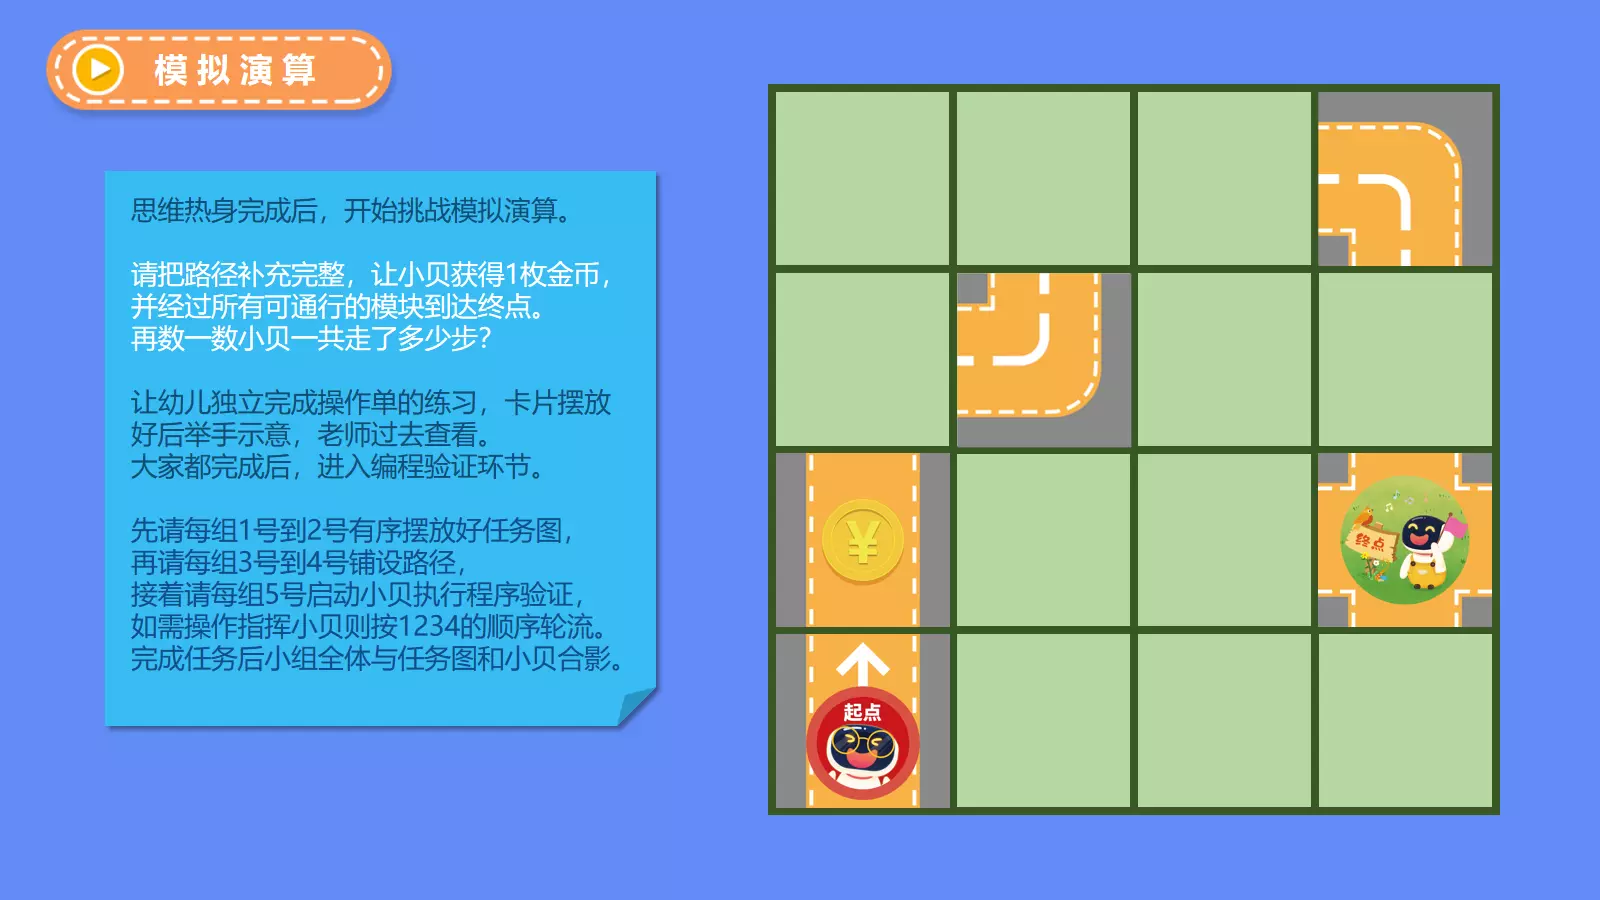 模拟演算
思维热身完成后，开始挑战模拟演算。
请把路径补充完整，让小贝获得1枚金币，
并经过所有可通行的模块到达终点。
再数一数小贝一共走了多少步？
让幼儿独立完成操作单的练习，卡片摆放
好后举手示意，老师过去查看。
大家都完成后，进入编程验证环节。
先请每组1号到2号有序摆放好任务图，
再请每组3号到4号铺设路径，
接着请每组5号启动小贝执行程序验证，
如需操作指挥小贝则按1234的顺序轮流。
完成任务后小组全体与任务图和小贝合影。
¥
终点
起点